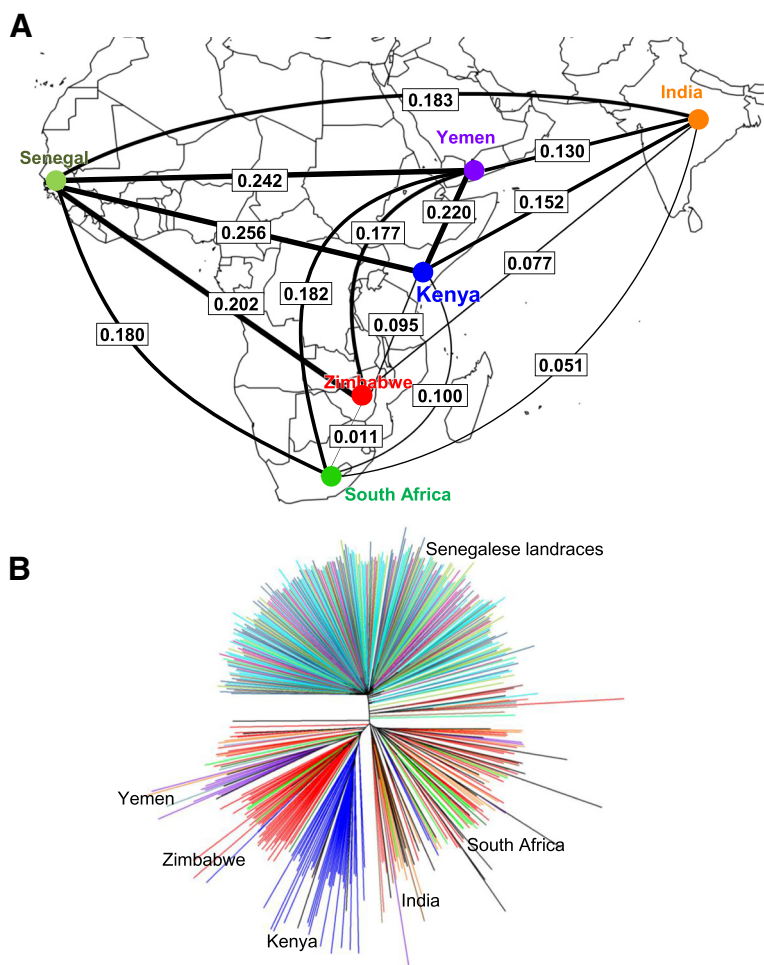 A
0.183
India
Yemen
0.130
Senegal
0.242
0.152
0.220
0.256
0.177
0.077
Kenya
0.182
0.202
0.095
0.180
0.051
Zimbabwe
0.100
0.011
South Africa
B
Senegalese landraces
Yemen
South Africa
Zimbabwe
India
Kenya